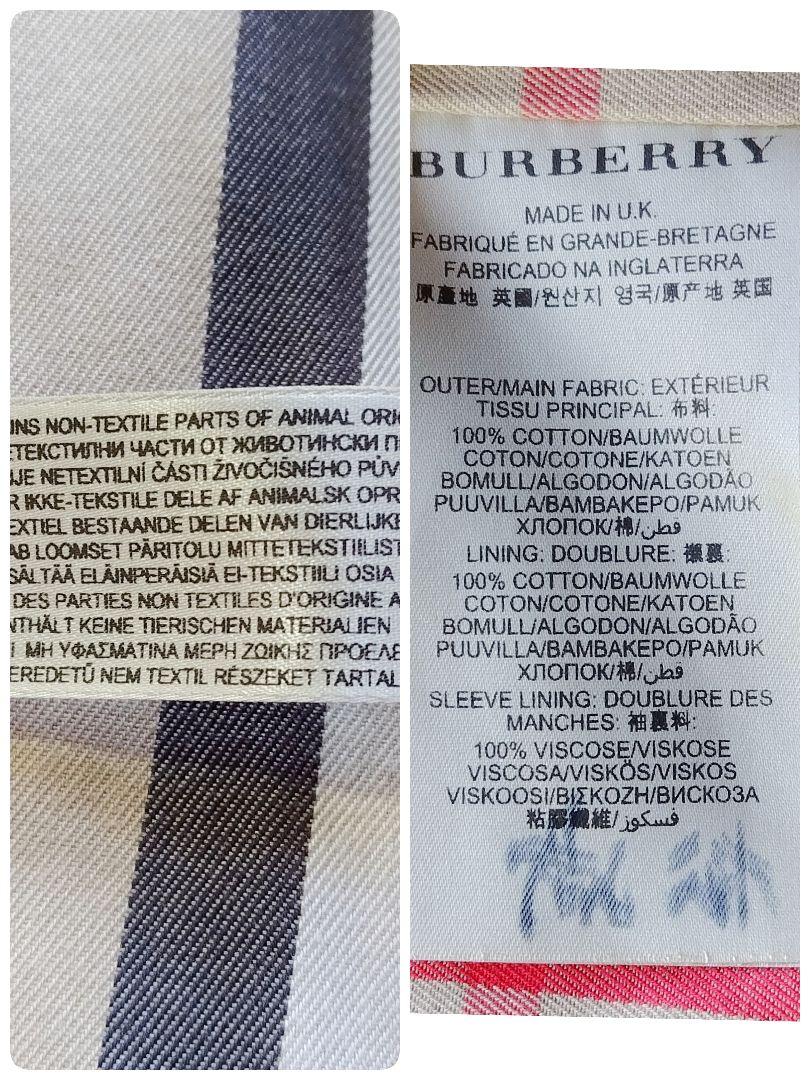 INS NON-TEXTILE PARTS OF ANIMAL ORI
ЕТЕКСТИЛНИ ЧАСТИ ОТ ЖИВОТИНСКИ П
JE NETEXTILNÍ ČÁSTI ŽIVOČIŠNÉHO PŮV
R IKKE-TEKSTILE DELE AF ANIMALSK OPR
EXTIEL BESTAANDE DELEN VAN DIERLIJKE
AB LOOMSET PÄRITOLU MITTETEKSTIILIST
SÄLTÄÄ ELÄINPERÄISIÄ EI-TEKSTIILI OSIA
DES PARTIES NON TEXTILES D'ORIGINE A
NTHÄLT KEINE TIERISCHEN MATERIALIEN
ΜΗ ΥΦΑΣΜΑΤΙΝΑ ΜΕΡΗ ΖΩΙΚΗΣ ΠΡΟΕΛΕ
EREDETŰ NEM TEXTIL RÉSZEKET TARTAL
BURBERRY
MADE IN U.K.
FABRIQUÉ EN GRANDE-BRETAGNE
FABRICADO NA INGLATERRA
原產地 英國/원산지 영국/原产地 英国
OUTER/MAIN FABRIC: EXTÉRIEUR
TISSU PRINCIPAL: 布料:
100% COTTON/BAUMWOLLE
COTON/COTONE/KATOEN
BOMULL/ALGODON/ALGODÃO
PUUVILLA/BAMBAKEPO/PAMUK
ХЛОПОК/棉/قطن
LINING: DOUBLURE: 襟裏:
100% COTTON/BAUMWOLLE
COTON/COTONE/KATOEN
BOMULL/ALGODON/ALGODÃO
PUUVILLA/BAMBAKEPO/PAMUK
ХЛОПОК/棉/قطن
SLEEVE LINING: DOUBLURE DES
MANCHES: 袖裏料:
100% VISCOSE/VISKOSE
VISCOSA/VISKÓS/VISKOS
VISKOOSI/ΒΙΣΚΟΖΗ/ВИСКОЗА
粘膠纖維/فسكوز